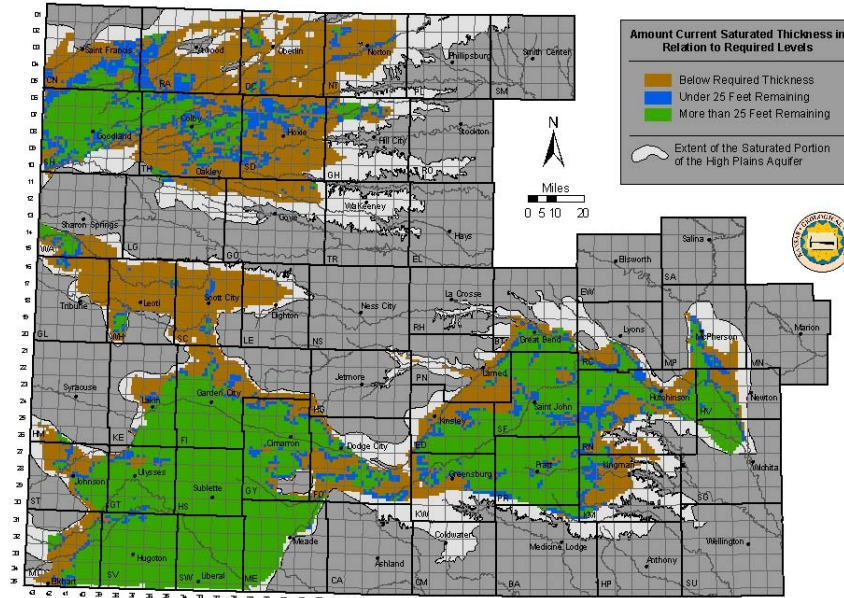 Amount Current Saturated Thickness in
Relation to Required Levels
Below Required Thickness
Under 25 Feet Remaining
More than 25 Feet Remaining
Extent of the Saturated Portion
of the High Plains Aquifer
N
Miles
0 5 10 20
Saint Francis
Atwood
Oberlin
Norton
Phillipsburg
Smith Center
CN
RA
DC
NT
PL
SM
Goodland
Colby
Hoxie
Hill City
Stockton
SH
TH
Oakley
SD
GH
RO
WaKeeney
Sharon Springs
Gove
Hays
WA
LG
GO
TR
EL
Salina
Ellsworth
SA
Tribune
Leoti
Scott City
Dighton
Ness City
La Crosse
EW
Lyons
McPherson
Marion
GL
WH
SC
LE
NS
RH
BT
Great Bend
RC
MP
MN
Syracuse
Lakin
Garden City
Jetmore
PN
Larned
Saint John
Hutchinson
HV
Newton
HM
KE
FI
HG
Kinsley
SF
Cimarron
Dodge City
ED
RN
Wichita
Johnson
Ulysses
Greensburg
Pratt
Kingman
ST
GT
HS
Sublette
GY
FO
KW
PR
KM
SG
Hugoton
Meade
Coldwater
Medicine Lodge
Wellington
Elkhart
Liberal
Ashland
Anthony
SV
SW
ME
CA
CM
BA
HP
SU